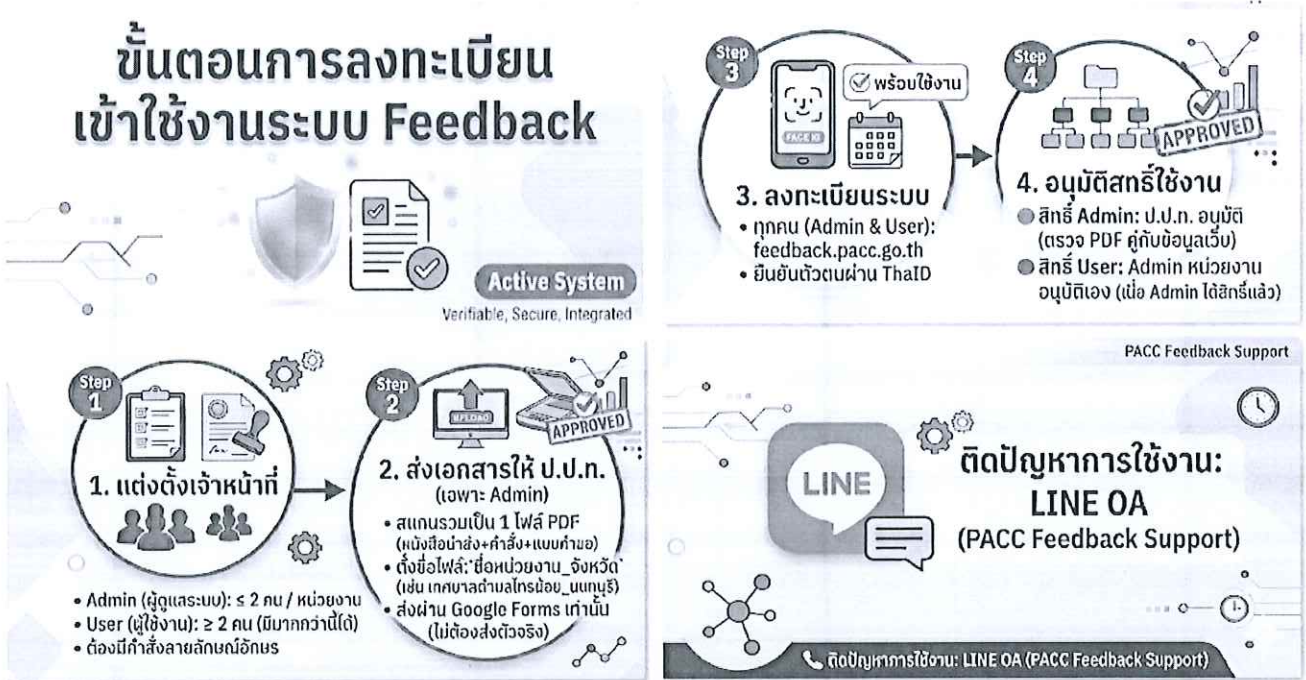 ขั้นตอนการลงทะเบียน
เข้าใช้งานระบบ Feedback
Active System
Verifiable, Secure, Integrated
Step
1
1. แต่งตั้งเจ้าหน้าที่
• Admin (ผู้ดูแลระบบ): ≤ 2 คน / หน่วยงาน
• User (ผู้ใช้งาน): ≥ 2 คน (มีมากกว่านี้ได้)
• ต้องมีคำสั่งลายลักษณ์อักษร
Step
2
UPLOAD
APPROVED
2. ส่งเอกสารให้ ป.ป.ท.
(เฉพาะ Admin)
• สแกนรวมเป็น 1 ไฟล์ PDF
(หนังสือนำส่ง+คำสั่ง+แบบคำขอ)
• ตั้งชื่อไฟล์:'ชื่อหน่วยงาน_จังหวัด'
(เช่น เทศบาลตำบลไทรน้อย_นนทบุรี)
• ส่งผ่าน Google Forms เท่านั้น
(ไม่ต้องส่งตัวจริง)
Step
3
FACE ID
พร้อมใช้งาน
3. ลงทะเบียนระบบ
• ทุกคน (Admin & User):
feedback.pacc.go.th
• ยืนยันตัวตนผ่าน ThaID
Step
4
APPROVED
4. อนุมัติสิทธิ์ใช้งาน
สิทธิ์ Admin: ป.ป.ท. อนุมัติ
(ตรวจ PDF คู่กับข้อมูลเว็บ)
สิทธิ์ User: Admin หน่วยงาน
อนุมัติเอง (เมื่อ Admin ได้สิทธิ์แล้ว)
PACC Feedback Support
LINE
ติดปัญหาการใช้งาน:
LINE OA
(PACC Feedback Support)
ติดปัญหาการใช้งาน: LINE OA (PACC Feedback Support)